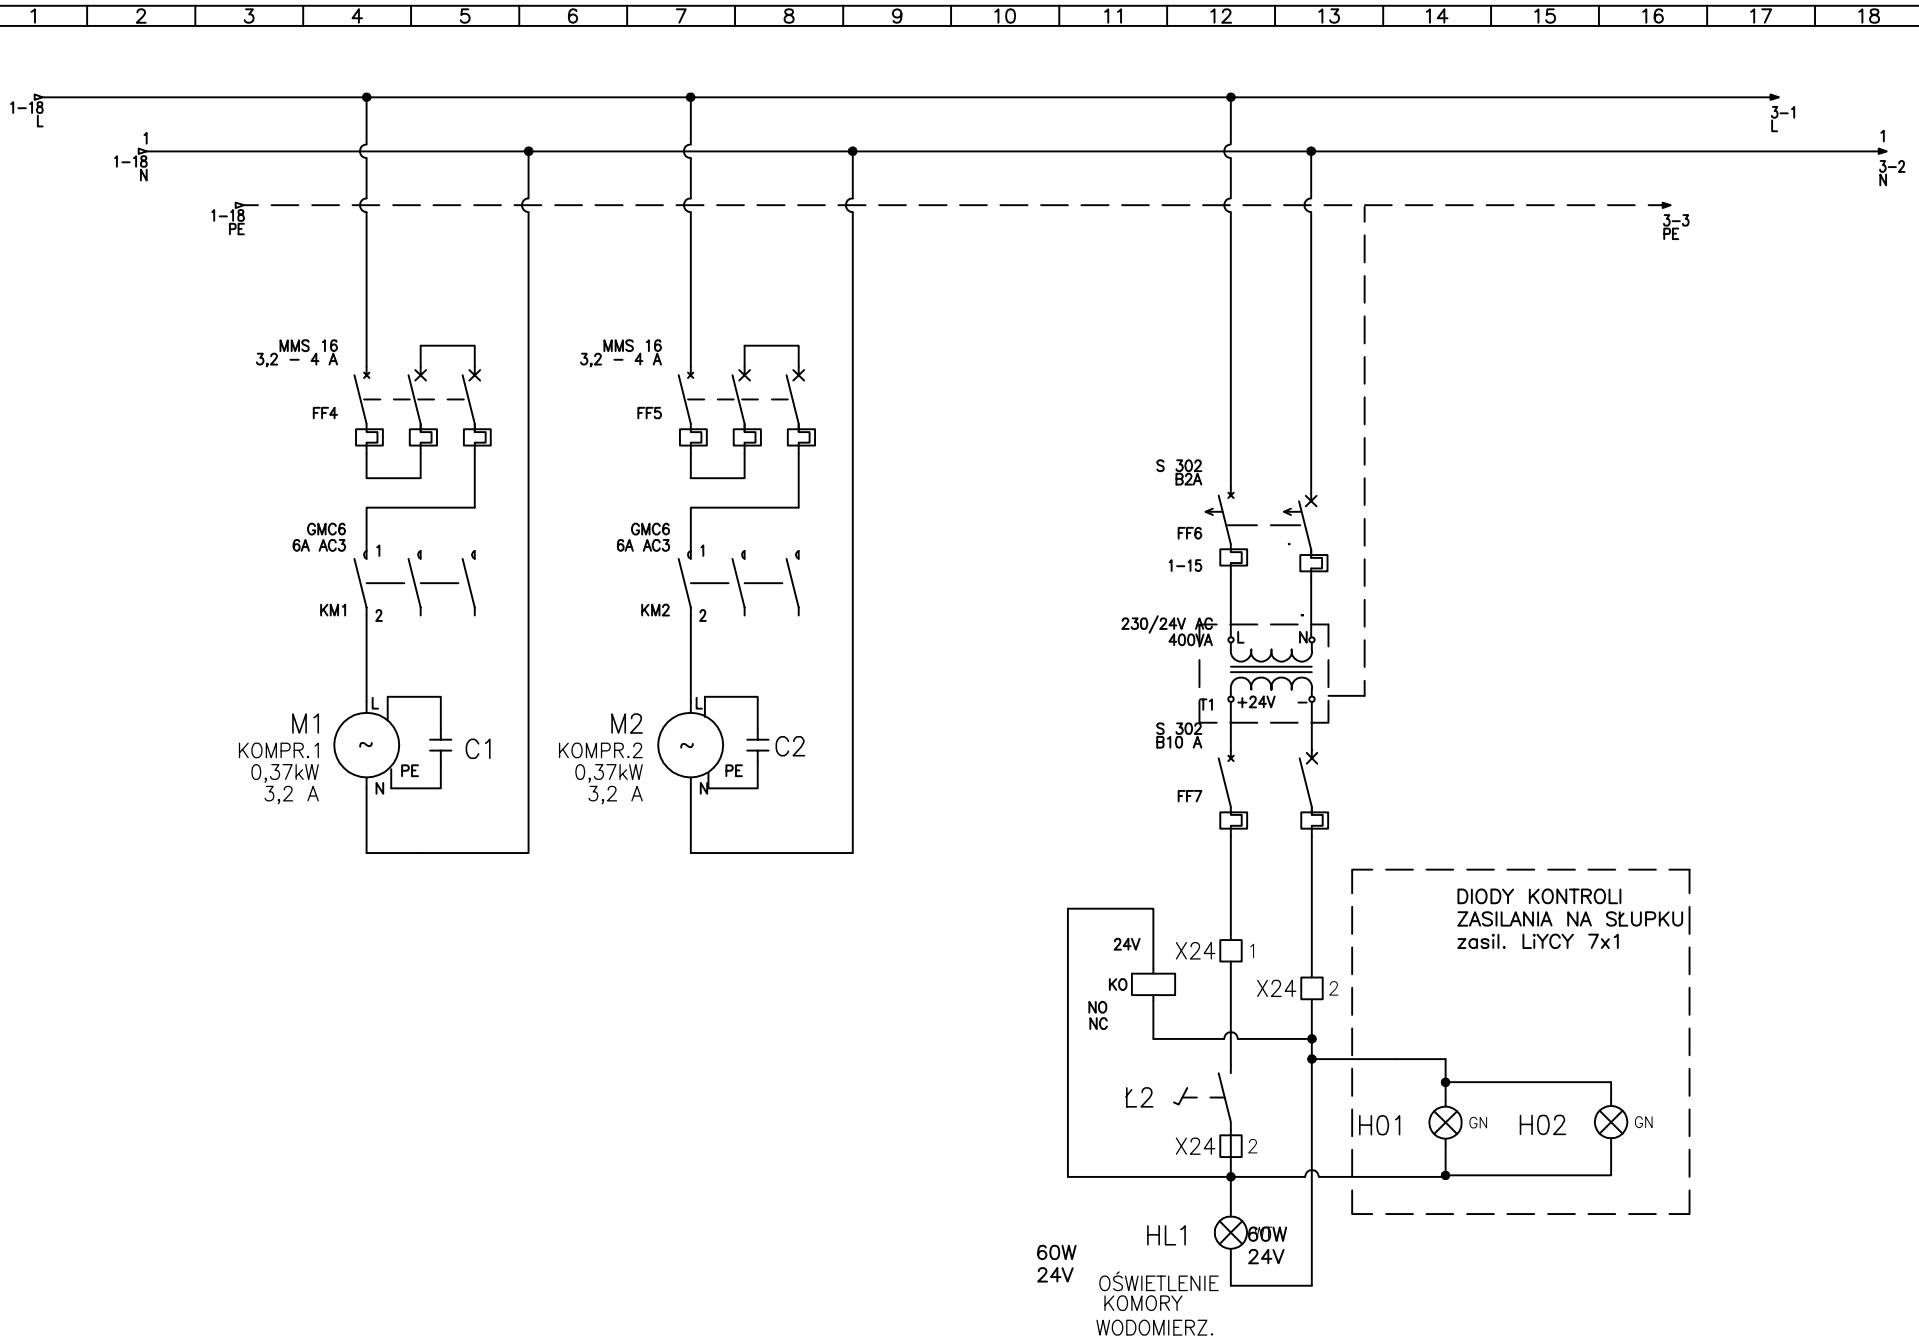 1 2 3 4 5 6 7 8 9 10 11 12 13 14 15 16 17 18
1-18
L
3-1
L
1
1-18
N
1
3-2
N
1-18
PE
3-3
PE
MMS 16
3,2 - 4 A
FF4
MMS 16
3,2 - 4 A
FF5
S 302
B2A
FF6
1-15
GMC6
6A AC3
1
KM1
2
GMC6
6A AC3
1
KM2
2
230/24V AC
400VA
L
N
T1
+24V
-
L
M1
KOMPR.1
0,37kW
3,2 A
~
PE
N
C1
L
M2
KOMPR.2
0,37kW
3,2 A
~
PE
N
C2
S 302
B10 A
FF7
DIODY KONTROLI
ZASILANIA NA SŁUPKU
zasil. LiYCY 7x1
24V
K0
NO
NC
X24 1
X24 2
Ł2
X24 2
H01 GN
H02 GN
HL1
60W
24V
60W
24V
OŚWIETLENIE
KOMORY
WODOMIERZ.